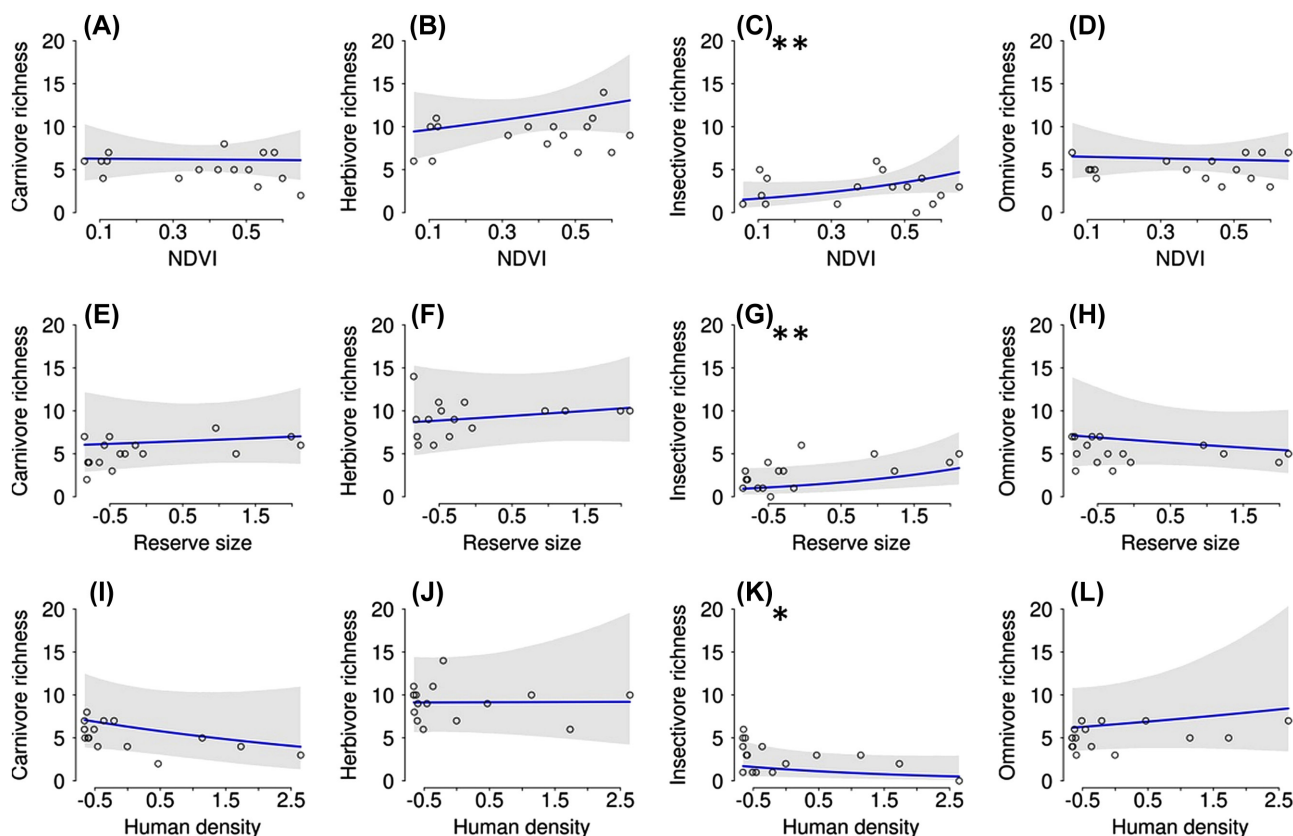 (A) (B) (C) ** (D)
Carnivore richness
20
15
10
5
0
0.1 0.3 0.5
NDVI
Herbivore richness
20
15
10
5
0
0.1 0.3 0.5
NDVI
Insectivore richness
20
15
10
5
0
0.1 0.3 0.5
NDVI
Omnivore richness
20
15
10
5
0
0.1 0.3 0.5
NDVI
(E) (F) (G) ** (H)
Carnivore richness
20
15
10
5
0
-0.5 0.5 1.5
Reserve size
Herbivore richness
20
15
10
5
0
-0.5 0.5 1.5
Reserve size
Insectivore richness
20
15
10
5
0
-0.5 0.5 1.5
Reserve size
Omnivore richness
20
15
10
5
0
-0.5 0.5 1.5
Reserve size
(I) (J) (K) * (L)
Carnivore richness
20
15
10
5
0
-0.5 0.5 1.5 2.5
Human density
Herbivore richness
20
15
10
5
0
-0.5 0.5 1.5 2.5
Human density
Insectivore richness
20
15
10
5
0
-0.5 0.5 1.5 2.5
Human density
Omnivore richness
20
15
10
5
0
-0.5 0.5 1.5 2.5
Human density